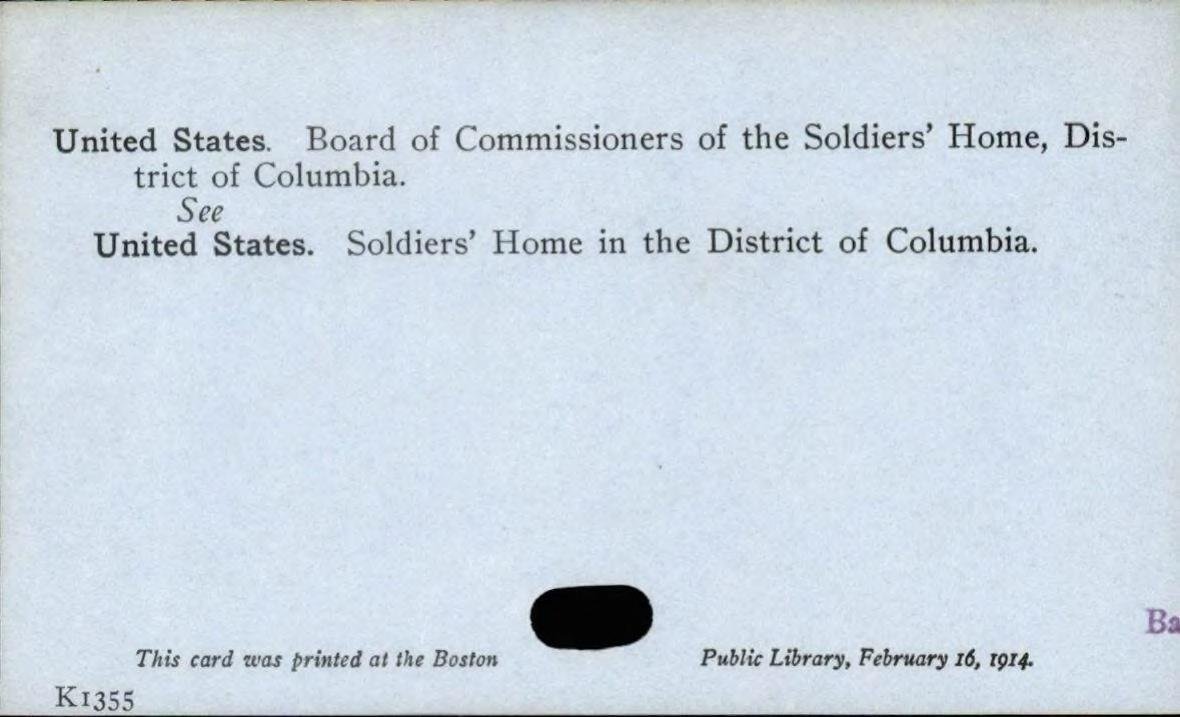 United States. Board of Commissioners of the Soldiers' Home, Dis-
trict of Columbia.
See
United States. Soldiers' Home in the District of Columbia.
This card was printed at the Boston Public Library, February 16, 1914.
K1355